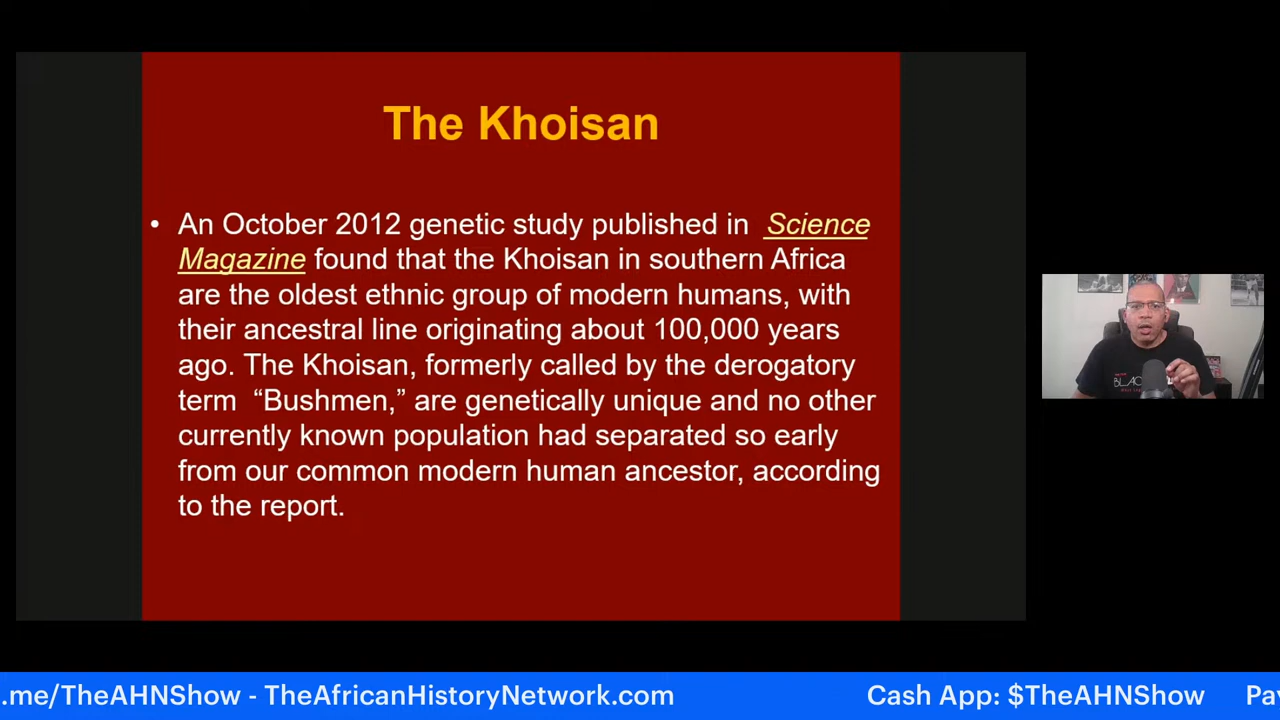 The Khoisan
• An October 2012 genetic study published in Science
Magazine found that the Khoisan in southern Africa
are the oldest ethnic group of modern humans, with
their ancestral line originating about 100,000 years
ago. The Khoisan, formerly called by the derogatory
term “Bushmen,” are genetically unique and no other
currently known population had separated so early
from our common modern human ancestor, according
to the report.
.me/TheAHNShow - TheAfricanHistoryNetwork.com Cash App: $TheAHNShow Pa